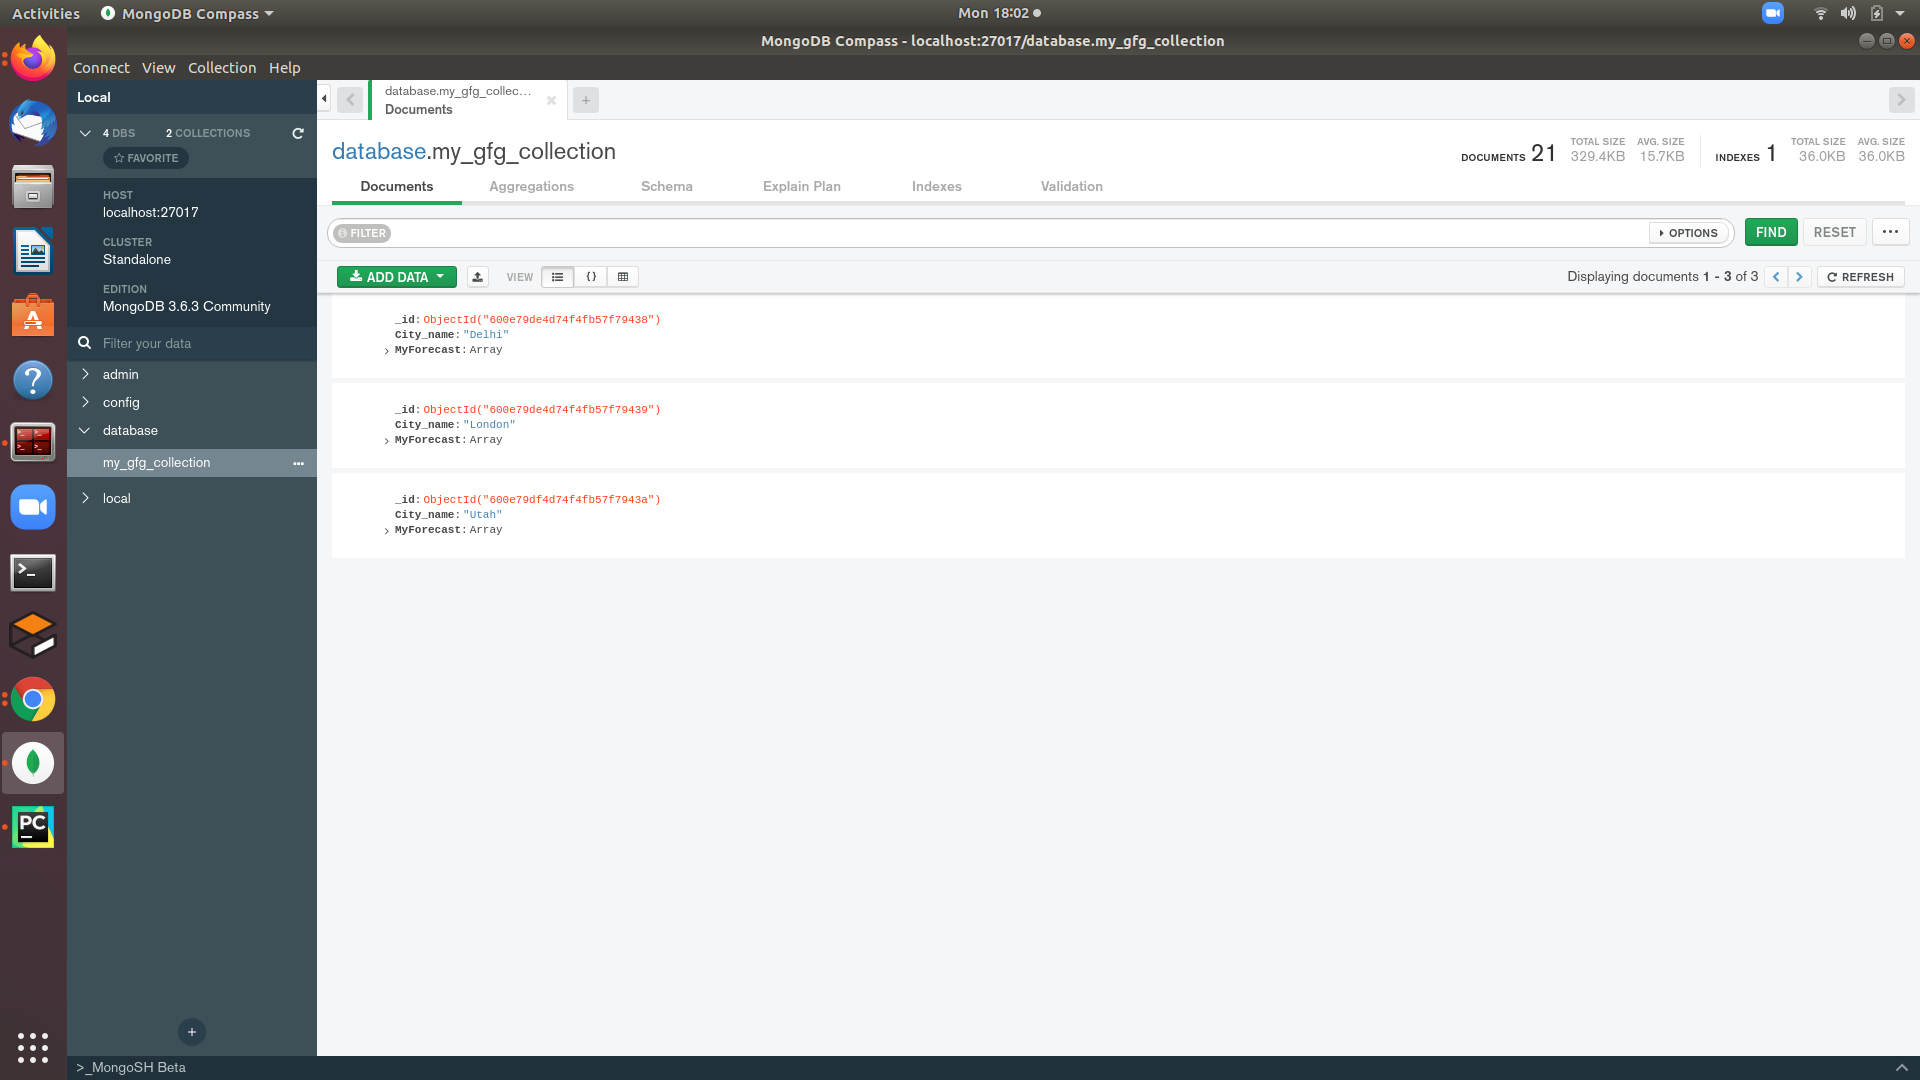 Activities MongoDB Compass Mon 18:02
MongoDB Compass - localhost:27017/database.my_gfg_collection
Connect View Collection Help
Local
4 DBS 2 COLLECTIONS
FAVORITE
HOST
localhost:27017
CLUSTER
Standalone
EDITION
MongoDB 3.6.3 Community
Filter your data
admin
config
database
my_gfg_collection
local
>_MongoSH Beta
database.my_gfg_collec...
Documents
database.my_gfg_collection
DOCUMENTS 21 TOTAL SIZE 329.4KB AVG. SIZE 15.7KB INDEXES 1 TOTAL SIZE 36.0KB AVG. SIZE 36.0KB
Documents Aggregations Schema Explain Plan Indexes Validation
FILTER OPTIONS FIND RESET ...
ADD DATA VIEW {} Displaying documents 1 - 3 of 3 REFRESH
_id: ObjectId("600e79de4d74f4fb57f79438")
City_name: "Delhi"
MyForecast: Array
_id: ObjectId("600e79de4d74f4fb57f79439")
City_name: "London"
MyForecast: Array
_id: ObjectId("600e79df4d74f4fb57f7943a")
City_name: "Utah"
MyForecast: Array
PC